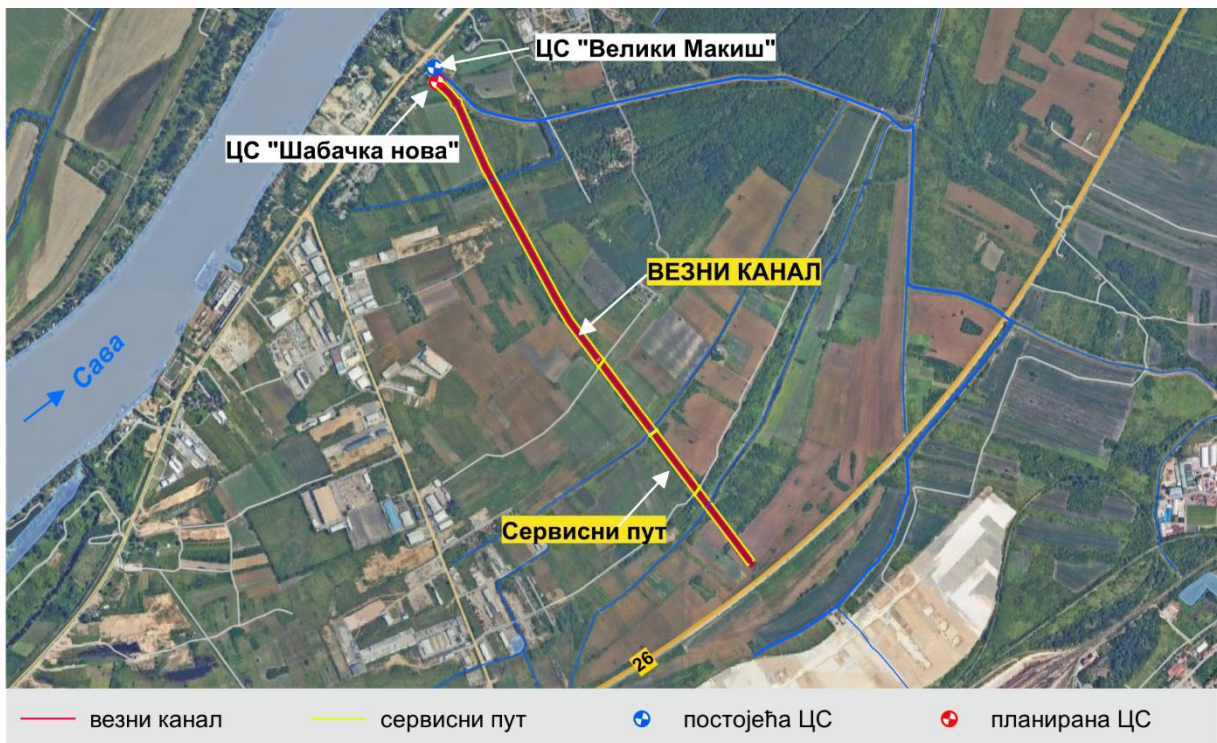 ЦС "Велики Макиш"
ЦС "Шабачка нова"
ВЕЗНИ КАНАЛ
Сава
Сервисни пут
26
везни канал
сервисни пут
постојећа ЦС
планирана ЦС